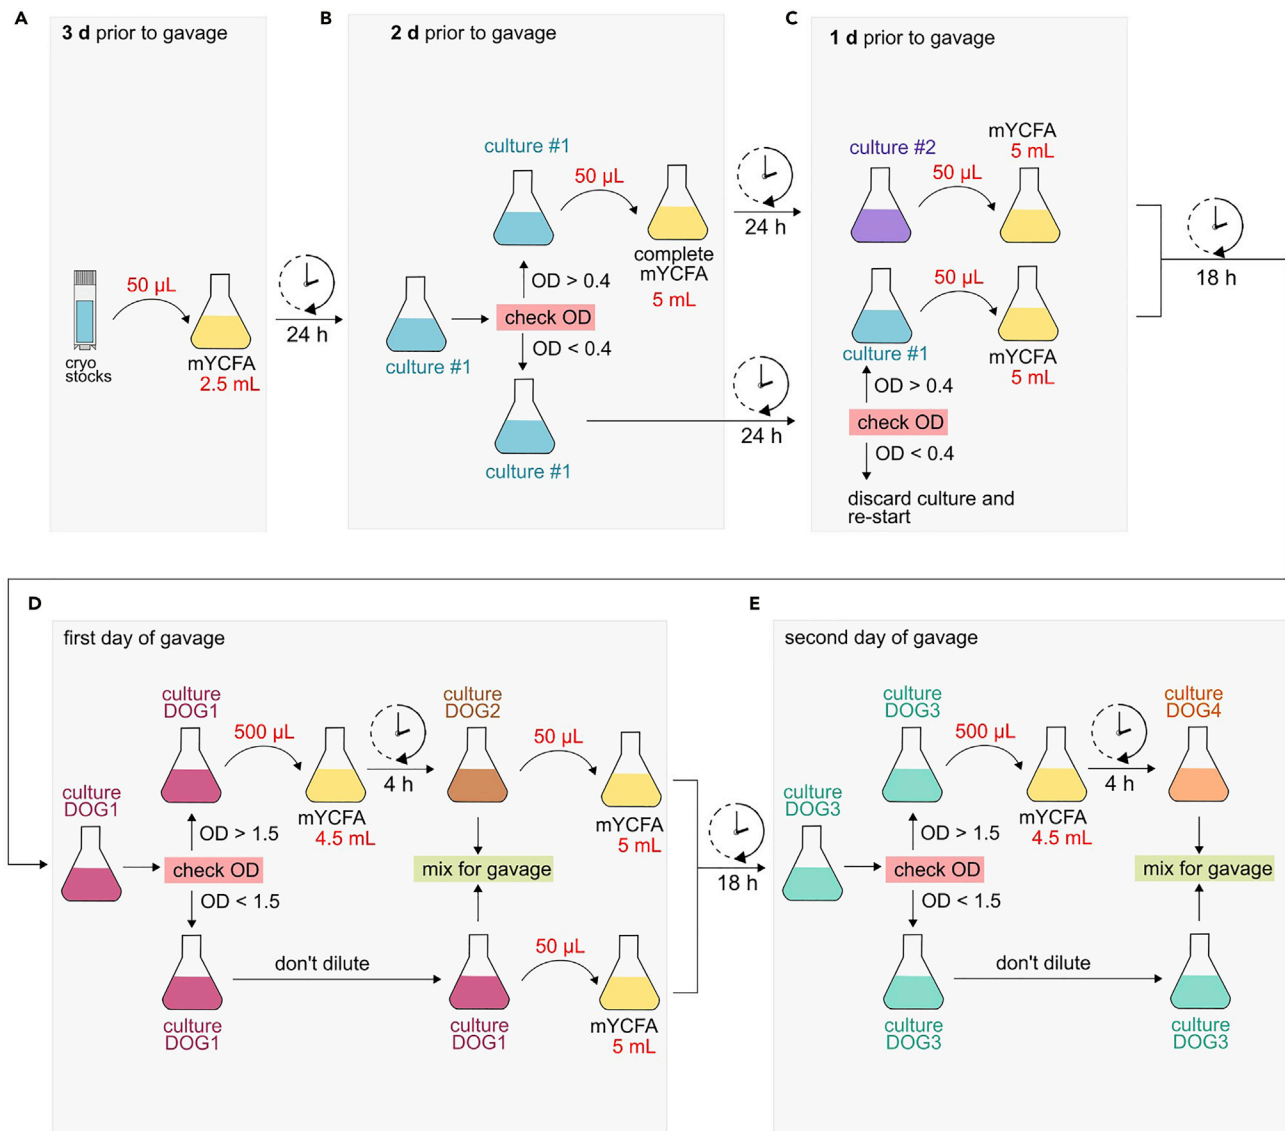 A
3 d prior to gavage
cryo
stocks
50 µL
mYCFA
2.5 mL
24 h
B
2 d prior to gavage
culture #1
50 µL
complete
mYCFA
5 mL
OD > 0.4
check OD
OD < 0.4
culture #1
culture #1
24 h
24 h
C
1 d prior to gavage
culture #2
50 µL
mYCFA
5 mL
50 µL
culture #1
mYCFA
5 mL
OD > 0.4
check OD
OD < 0.4
discard culture and
re-start
18 h
D
first day of gavage
culture
DOG1
culture
DOG1
500 µL
mYCFA
4.5 mL
4 h
culture
DOG2
50 µL
mYCFA
5 mL
OD > 1.5
check OD
OD < 1.5
mix for gavage
don't dilute
culture
DOG1
culture
DOG1
50 µL
mYCFA
5 mL
18 h
E
second day of gavage
culture
DOG3
culture
DOG3
500 µL
mYCFA
4.5 mL
4 h
culture
DOG4
OD > 1.5
check OD
OD < 1.5
mix for gavage
don't dilute
culture
DOG3
culture
DOG3